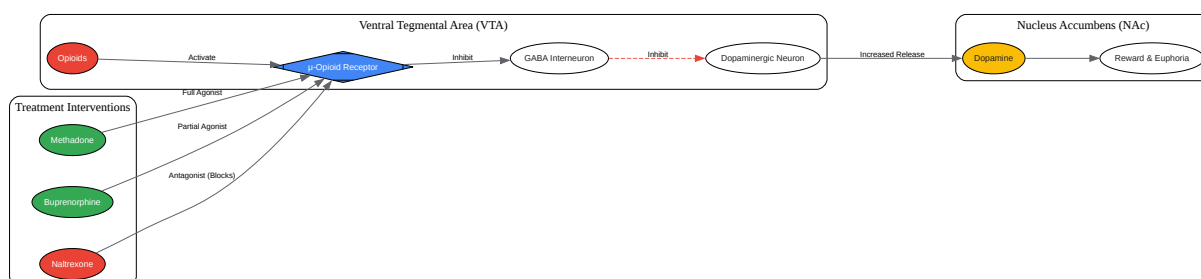 Ventral Tegmental Area (VTA)
Nucleus Accumbens (NAc)
Opioids
Activate
μ-Opioid Receptor
Inhibit
GABA Interneuron
Inhibit
Dopaminergic Neuron
Increased Release
Dopamine
Reward & Euphoria
Treatment Interventions
Full Agonist
Methadone
Partial Agonist
Antagonist (Blocks)
Buprenorphine
Naltrexone